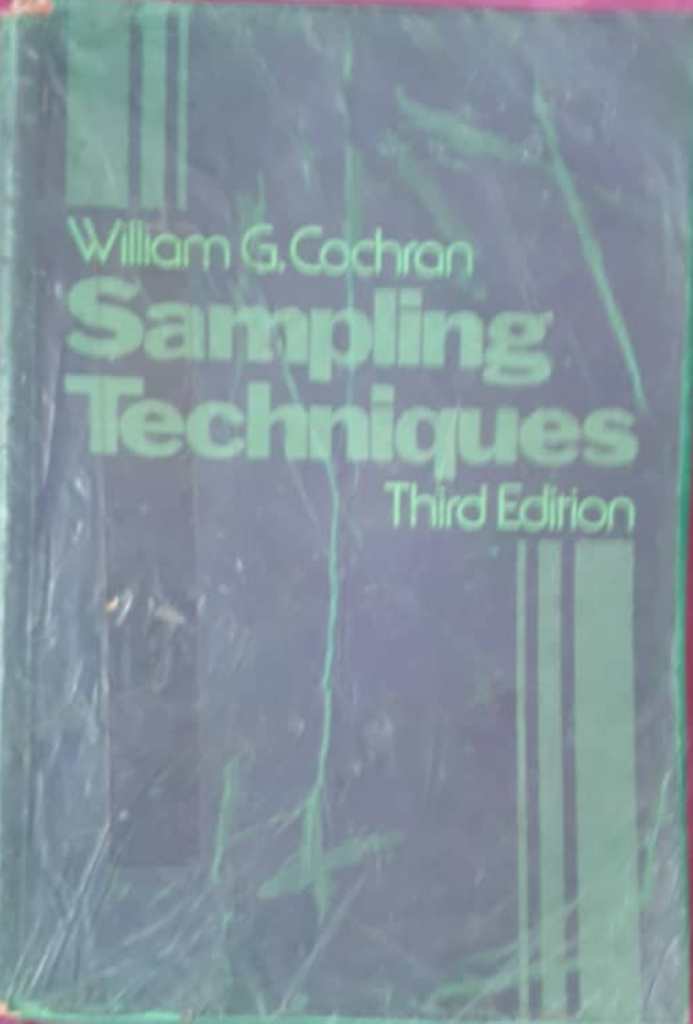 William G. Cochran
Sampling
Techniques
Third Edition